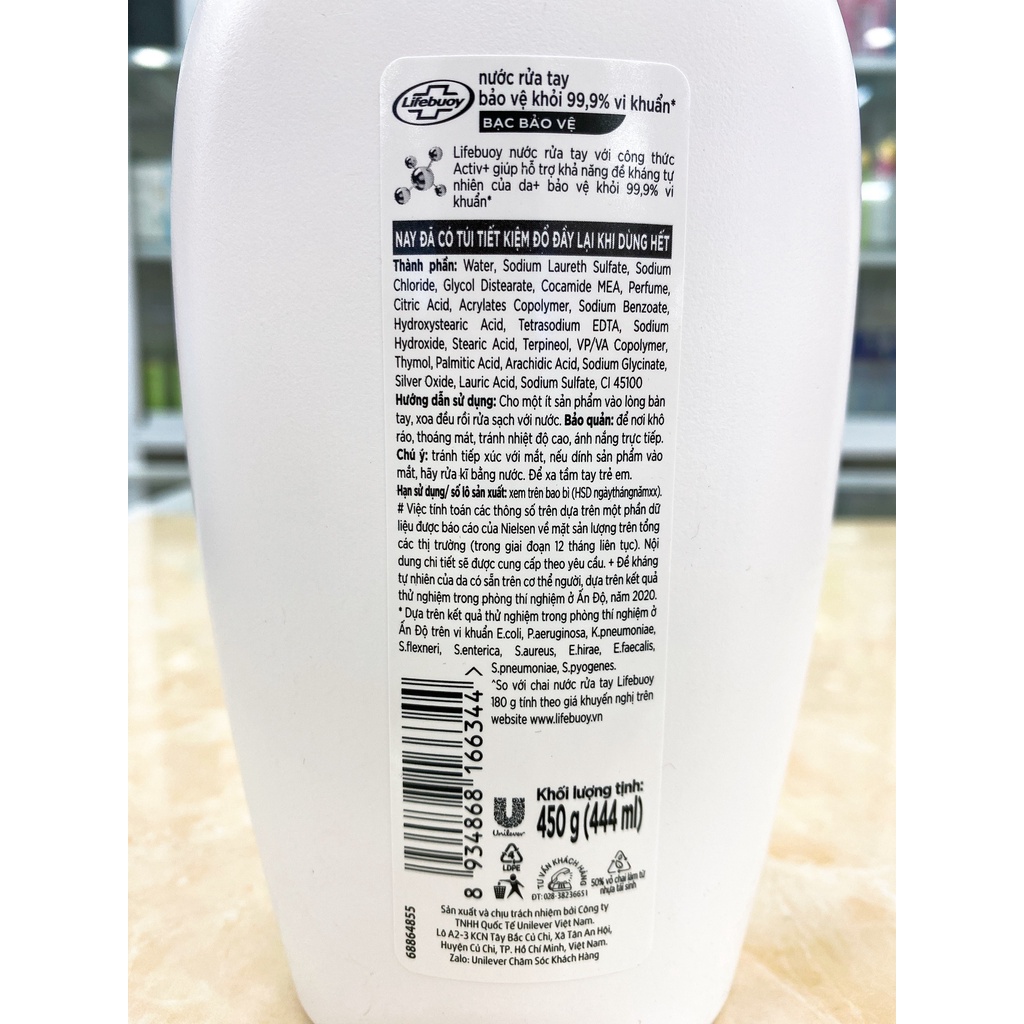 Lifebuoy
nước rửa tay
bảo vệ khỏi 99,9% vi khuẩn*
BẠC BẢO VỆ
Lifebuoy nước rửa tay với công thức
Activ+ giúp hỗ trợ khả năng đề kháng tự
nhiên của da+ bảo vệ khỏi 99,9% vi
khuẩn*
NAY ĐÃ CÓ TÚI TIẾT KIỆM ĐỔ ĐẦY LẠI KHI DÙNG HẾT
Thành phần: Water, Sodium Laureth Sulfate, Sodium
Chloride, Glycol Distearate, Cocamide MEA, Perfume,
Citric Acid, Acrylates Copolymer, Sodium Benzoate,
Hydroxystearic Acid, Tetrasodium EDTA, Sodium
Hydroxide, Stearic Acid, Terpineol, VP/VA Copolymer,
Thymol, Palmitic Acid, Arachidic Acid, Sodium Glycinate,
Silver Oxide, Lauric Acid, Sodium Sulfate, CI 45100
Hướng dẫn sử dụng: Cho một ít sản phẩm vào lòng bàn
tay, xoa đều rồi rửa sạch với nước. Bảo quản: để nơi khô
ráo, thoáng mát, tránh nhiệt độ cao, ánh nắng trực tiếp.
Chú ý: tránh tiếp xúc với mắt, nếu dính sản phẩm vào
mắt, hãy rửa kĩ bằng nước. Để xa tầm tay trẻ em.
Hạn sử dụng/ số lô sản xuất: xem trên bao bì (HSD ngàythángnămxx).
# Việc tính toán các thông số trên dựa trên một phần dữ
liệu được báo cáo của Nielsen về mặt sản lượng trên tổng
các thị trường (trong giai đoạn 12 tháng liên tục). Nội
dung chi tiết sẽ được cung cấp theo yêu cầu. + Đề kháng
tự nhiên của da có sẵn trên cơ thể người, dựa trên kết quả
thử nghiệm trong phòng thí nghiệm ở Ấn Độ, năm 2020.
* Dựa trên kết quả thử nghiệm trong phòng thí nghiệm ở
Ấn Độ trên vi khuẩn E.coli, P.aeruginosa, K.pneumoniae,
S.flexneri, S.enterica, S.aureus, E.hirae, E.faecalis,
S.pneumoniae, S.pyogenes.
^So với chai nước rửa tay Lifebuoy
180 g tính theo giá khuyến nghị trên
website www.lifebuoy.vn
8 934868 166344 >
Khối lượng tịnh:
450 g (444 ml)
Unilever
4
LDPE
TƯ VẤN KHÁCH HÀNG
ĐT: 028-38236651
50% vỏ chai làm từ
nhựa tái sinh
68864855
Sản xuất và chịu trách nhiệm bởi Công ty
TNHH Quốc Tế Unilever Việt Nam.
Lô A2-3 KCN Tây Bắc Củ Chi, Xã Tân An Hội,
Huyện Củ Chi, TP. Hồ Chí Minh, Việt Nam.
Zalo: Unilever Chăm Sóc Khách Hàng